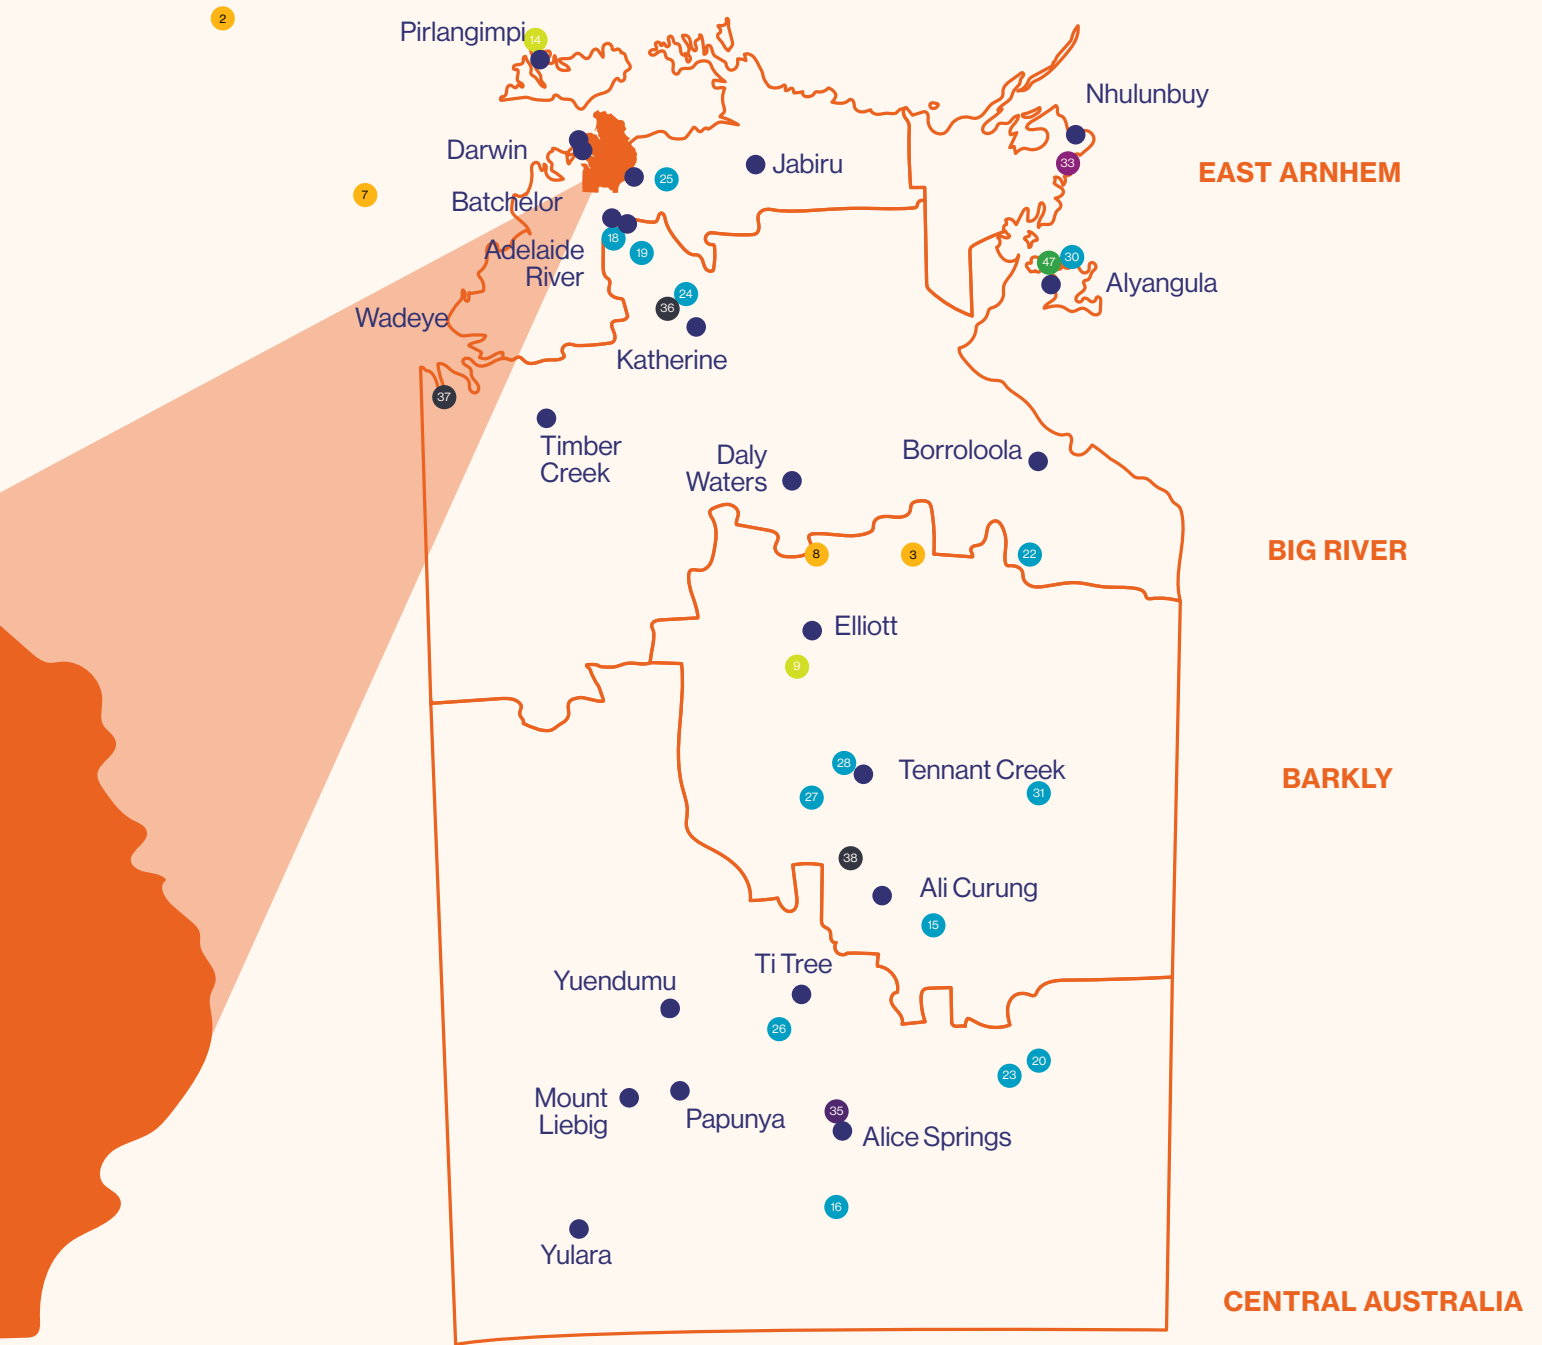 2
Pirlangimpi
14
Nhulunbuy
Darwin
33
Jabiru
EAST ARNHEM
25
7
Batchelor
18
Adelaide
River
19
47
30
Alyangula
24
36
Wadeye
Katherine
37
Timber
Creek
Daly
Waters
Borroloola
8
3
22
BIG RIVER
Elliott
9
28
Tennant Creek
BARKLY
27
31
38
Ali Curung
15
Ti Tree
Yuendumu
26
20
23
Mount
Liebig
Papunya
35
Alice Springs
16
Yulara
CENTRAL AUSTRALIA